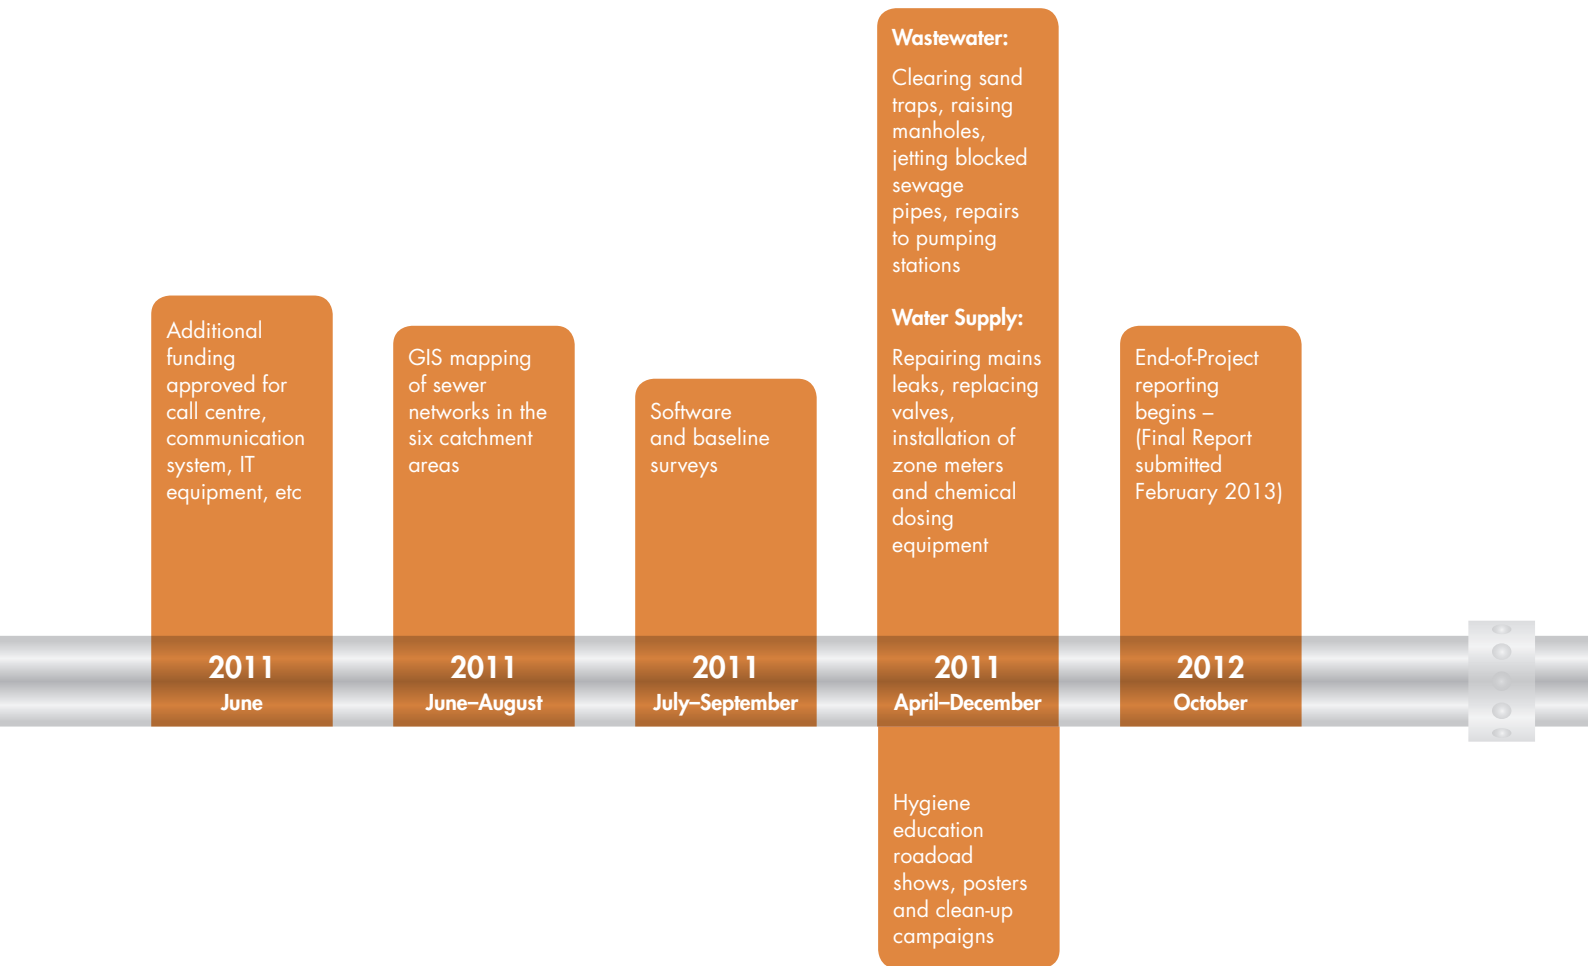 Additional
funding
approved for
call centre,
communication
system, IT
equipment, etc
2011
June
GIS mapping
of sewer
networks in the
six catchment
areas
2011
June–August
Software
and baseline
surveys
2011
July–September
Wastewater:
Clearing sand
traps, raising
manholes,
jetting blocked
sewage
pipes, repairs
to pumping
stations
Water Supply:
Repairing mains
leaks, replacing
valves,
installation of
zone meters
and chemical
dosing
equipment
2011
April–December
Hygiene
education
roadoad
shows, posters
and clean-up
campaigns
End-of-Project
reporting
begins –
(Final Report
submitted
February 2013)
2012
October